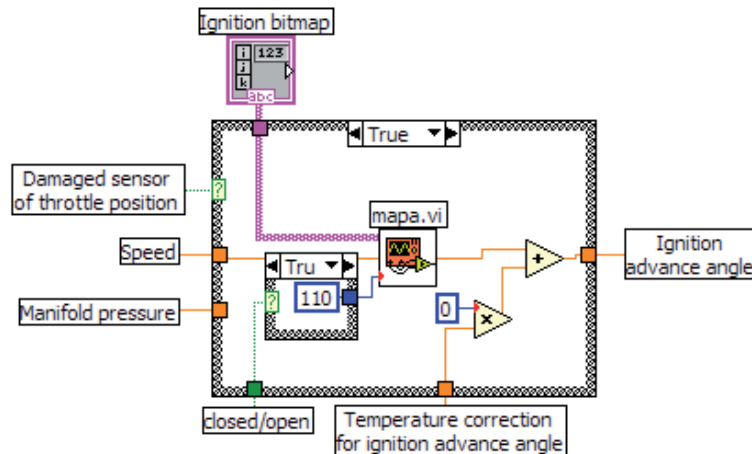 Ignition bitmap
i
j
k
123
abc
True
Damaged sensor
of throttle position
?
mapa.vi
Speed
Tru
Ignition
advance angle
+
110
?
0
×
Manifold pressure
closed/open
Temperature correction
for ignition advance angle